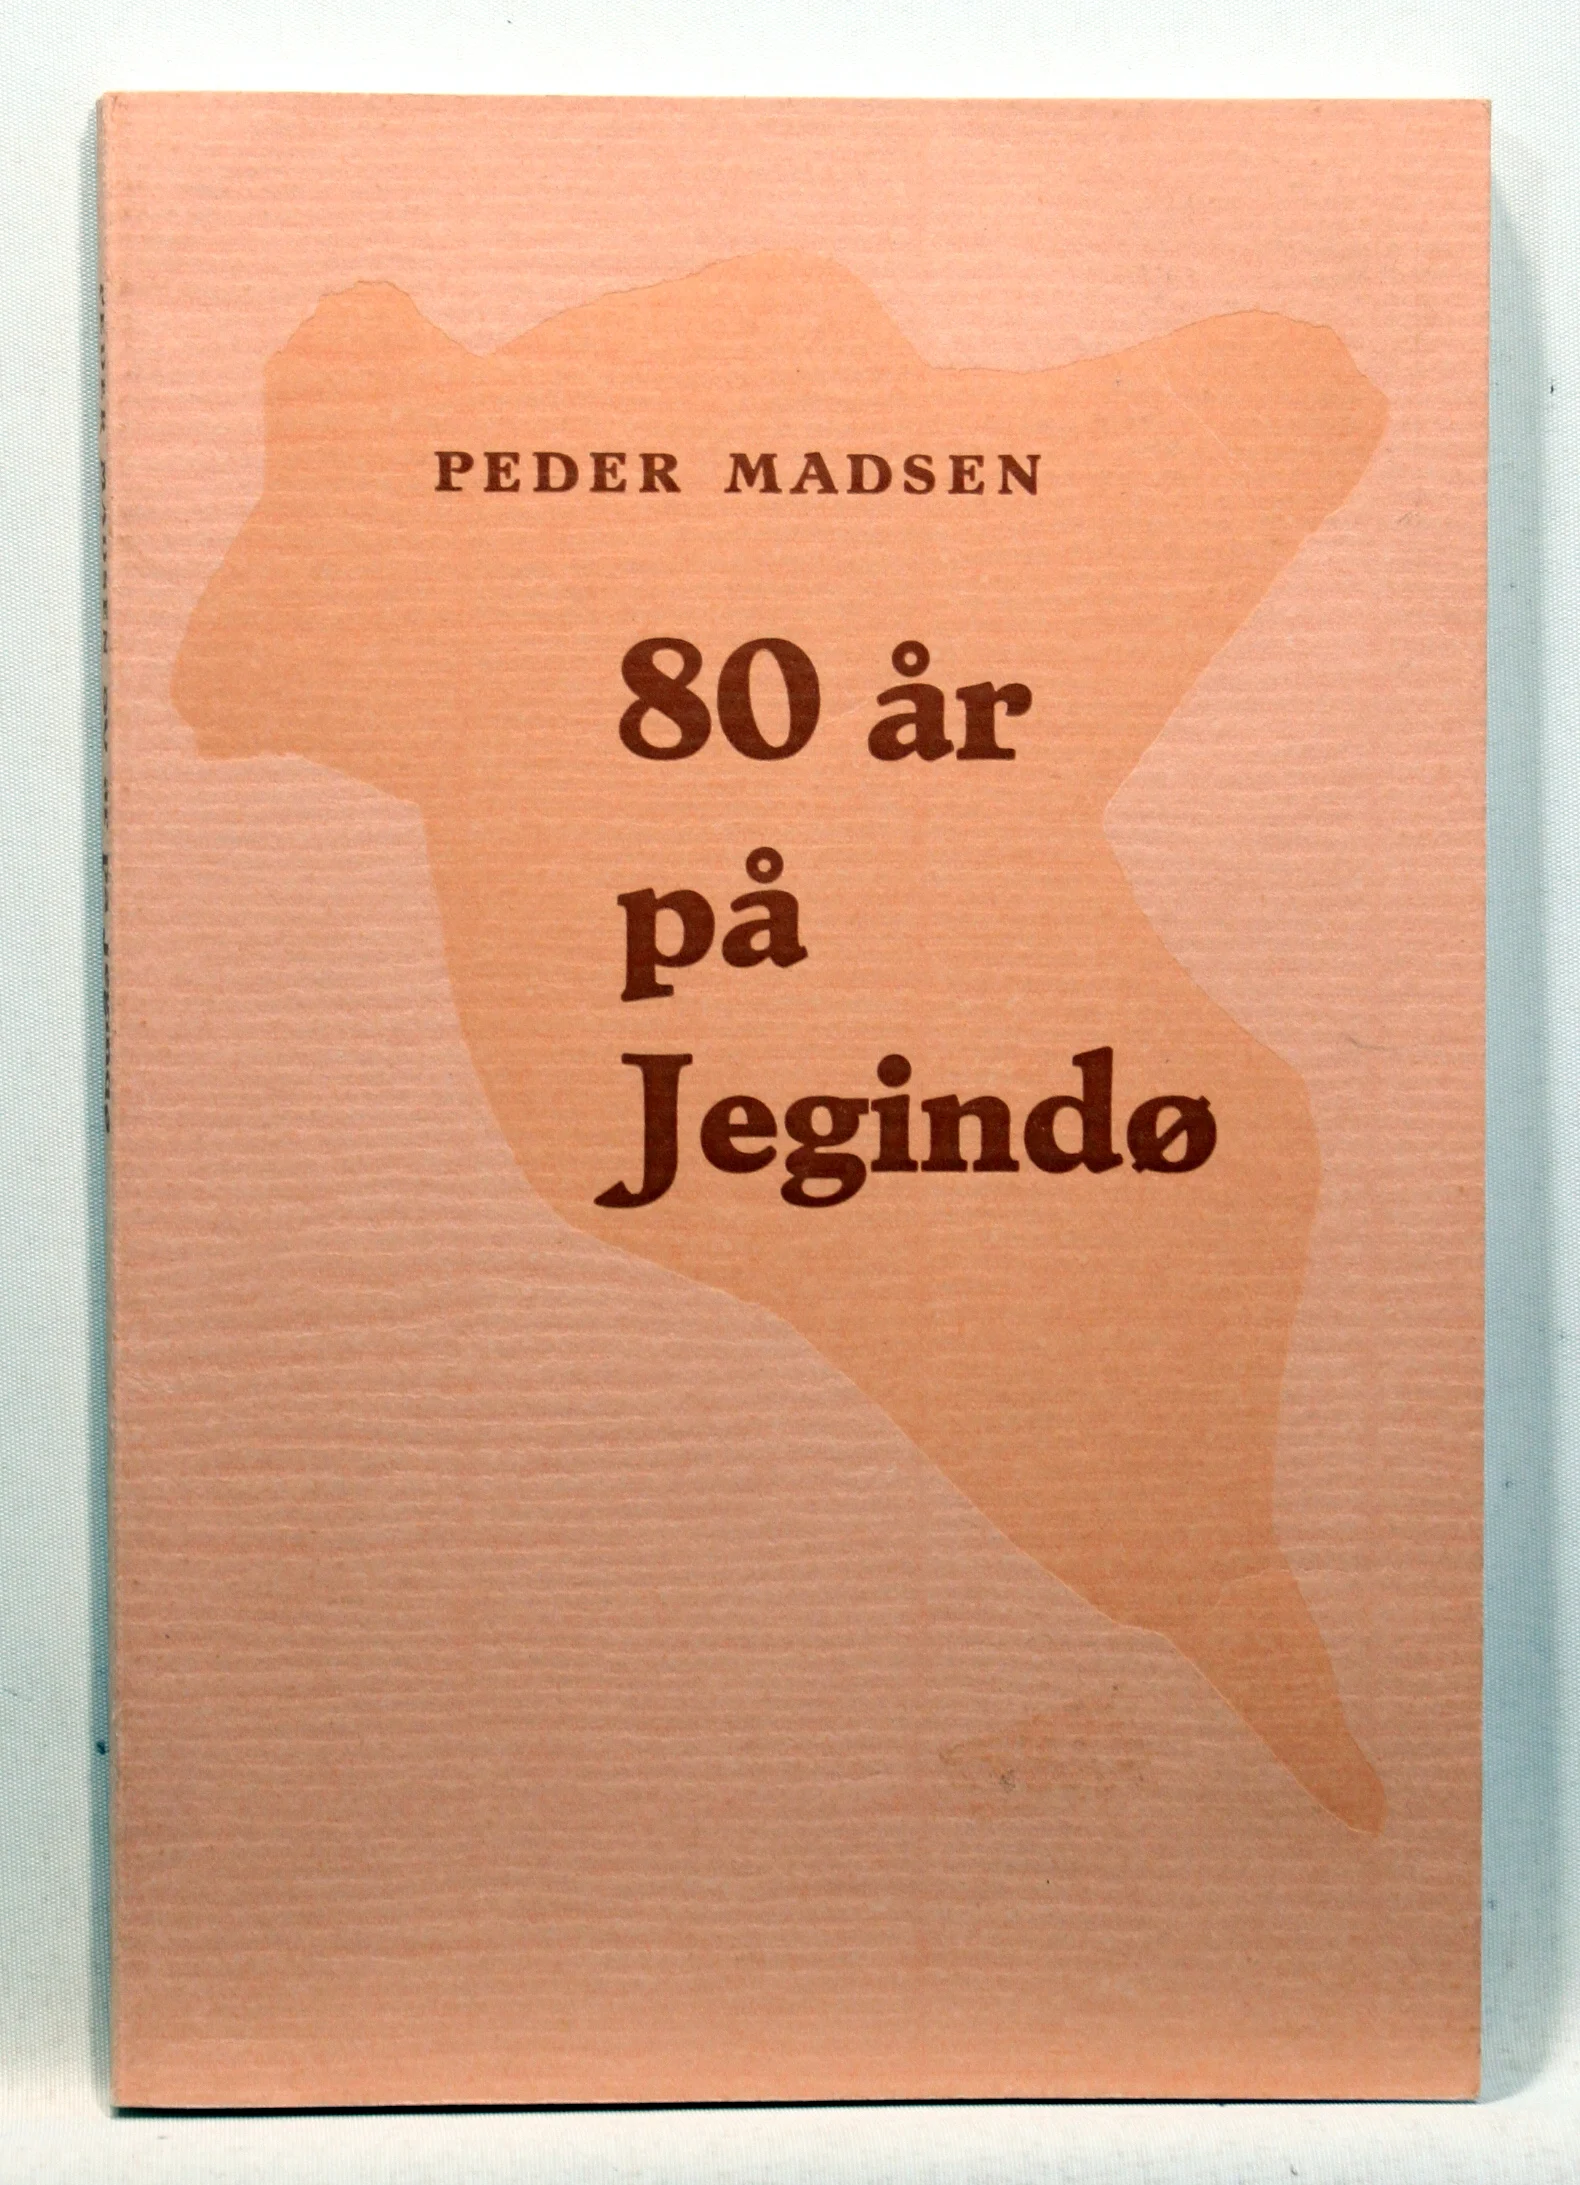 PEDER MADSEN
80 år
på
Jegindø